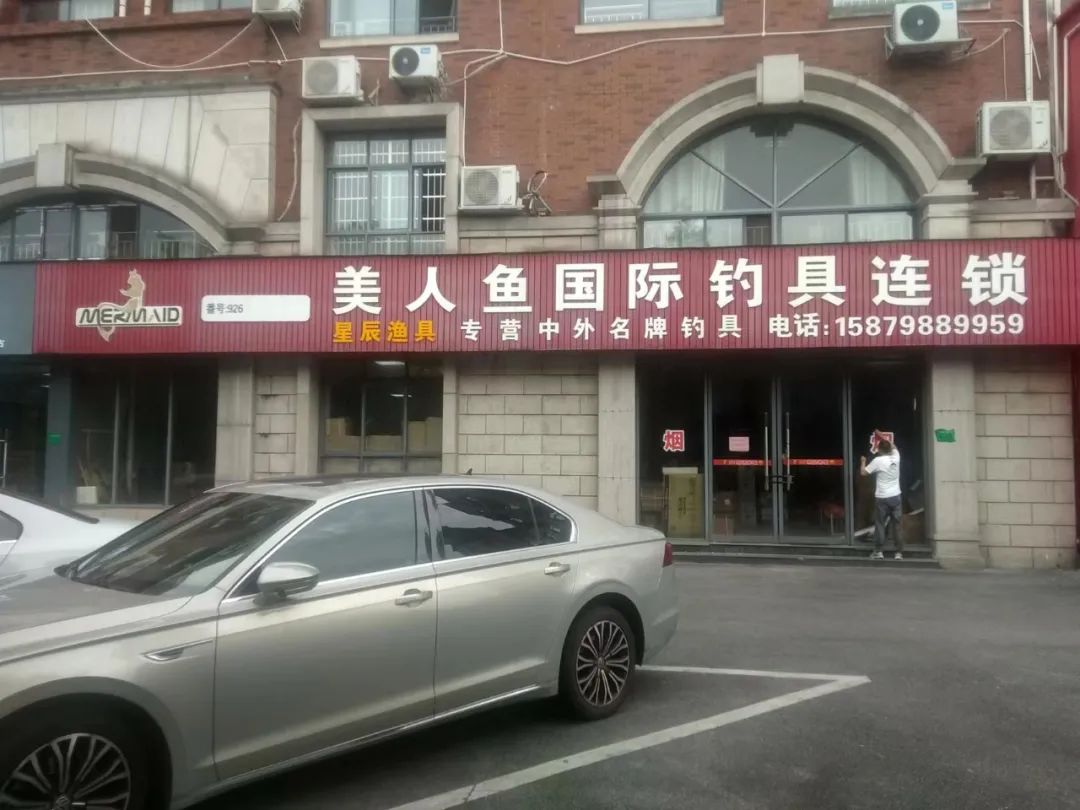 MERMAID
番号:926
美人鱼国际钓具连锁
星辰渔具 专营中外名牌钓具 电话:15879889959
烟